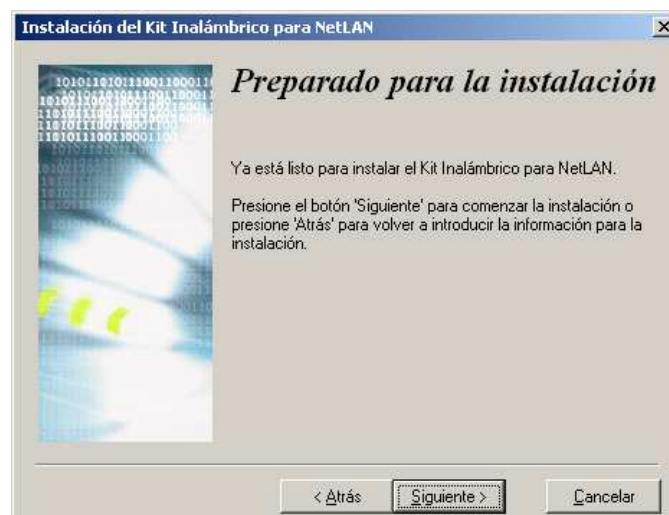 Instalación del Kit Inalámbrico para NetLAN
Preparado para la instalación
Ya está listo para instalar el Kit Inalámbrico para NetLAN.
Presione el botón 'Siguiente' para comenzar la instalación o
presione 'Atrás' para volver a introducir la información para la
instalación.
< Atrás
Siguiente >
Cancelar